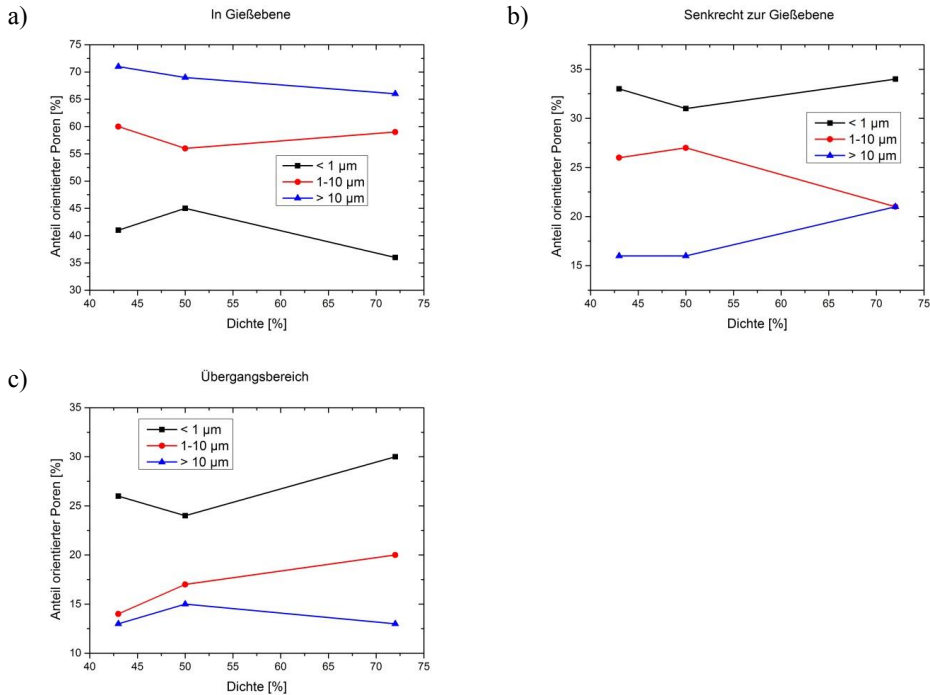 a)
In Gießebene
Anteil orientierter Poren [%]
75
70
65
60
55
50
45
40
35
30
< 1 µm
1-10 µm
> 10 µm
40 45 50 55 60 65 70 75
Dichte [%]
b)
Senkrecht zur Gießebene
Anteil orientierter Poren [%]
35
30
25
20
15
< 1 µm
1-10 µm
> 10 µm
40 45 50 55 60 65 70 75
Dichte [%]
c)
Übergangsbereich
Anteil orientierter Poren [%]
35
30
25
20
15
10
< 1 µm
1-10 µm
> 10 µm
40 45 50 55 60 65 70 75
Dichte [%]